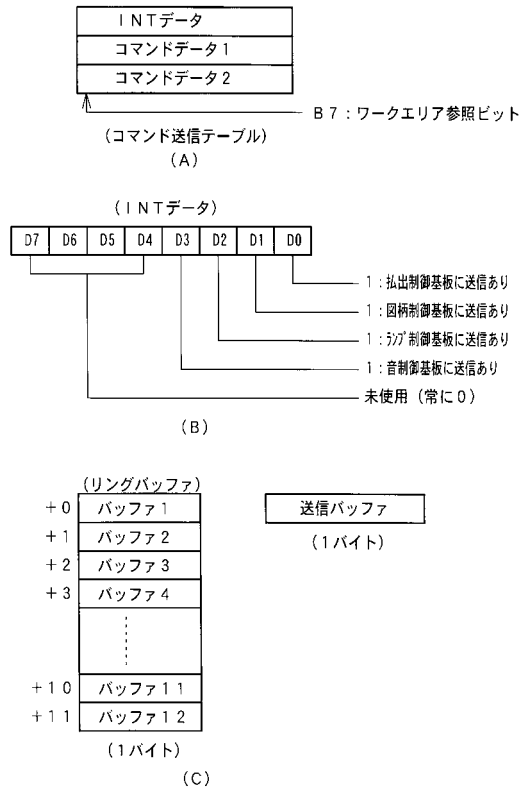 ＩＮＴデータ
コマンドデータ１
コマンドデータ２
Ｂ７：ワークエリア参照ビット
（コマンド送信テーブル）
（Ａ）
（ＩＮＴデータ）
D7 D6 D5 D4 D3 D2 D1 D0
１：払出制御基板に送信あり
１：図柄制御基板に送信あり
１：ﾗﾝﾌﾟ制御基板に送信あり
１：音制御基板に送信あり
未使用（常に０）
（Ｂ）
（リングバッファ）
＋０ バッファ１
＋１ バッファ２
＋２ バッファ３
＋３ バッファ４
＋１０ バッファ１１
＋１１ バッファ１２
（１バイト）
送信バッファ
（１バイト）
（Ｃ）